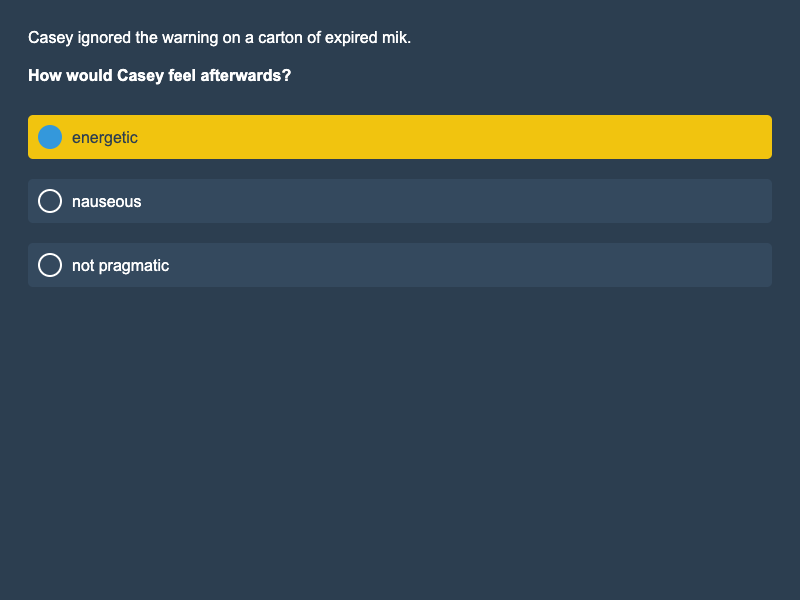 Casey ignored the warning on a carton of expired mik.
How would Casey feel afterwards?
energetic
nauseous
not pragmatic